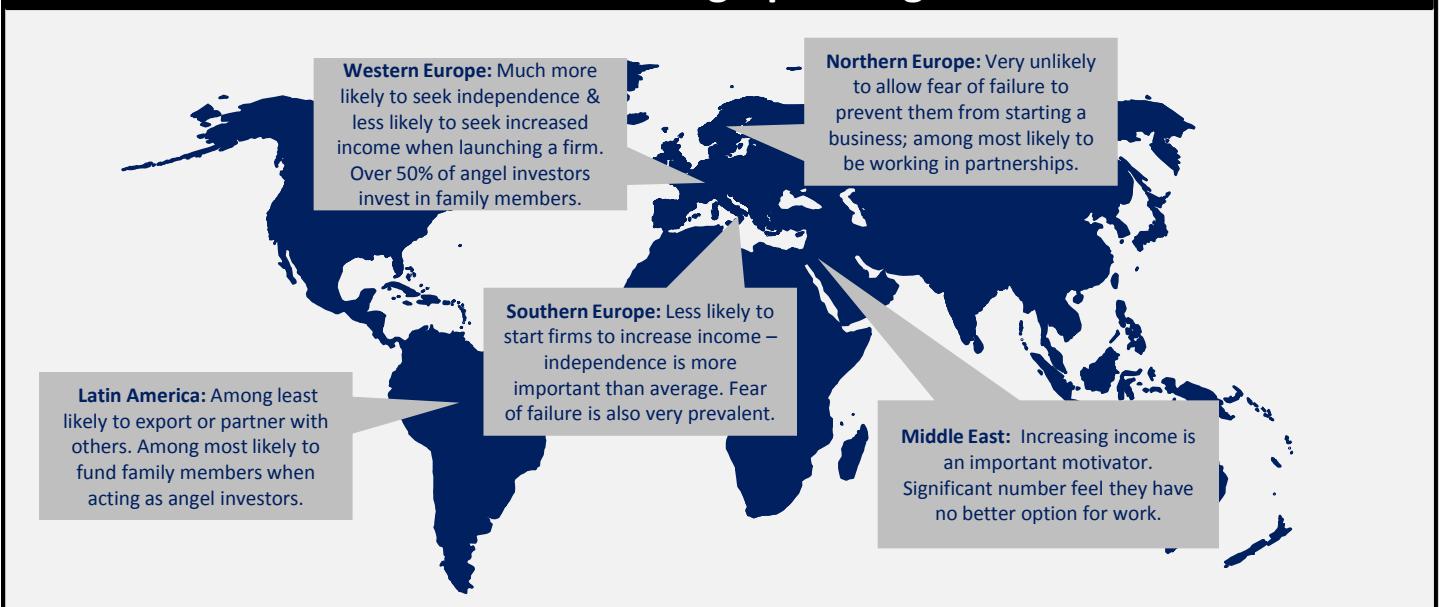 Western Europe: Much more
likely to seek independence &
less likely to seek increased
income when launching a firm.
Over 50% of angel investors
invest in family members.
Northern Europe: Very unlikely
to allow fear of failure to
prevent them from starting a
business; among most likely to
be working in partnerships.
Southern Europe: Less likely to
start firms to increase income –
independence is more
important than average. Fear
of failure is also very prevalent.
Latin America: Among least
likely to export or partner with
others. Among most likely to
fund family members when
acting as angel investors.
Middle East: Increasing income is
an important motivator.
Significant number feel they have
no better option for work.